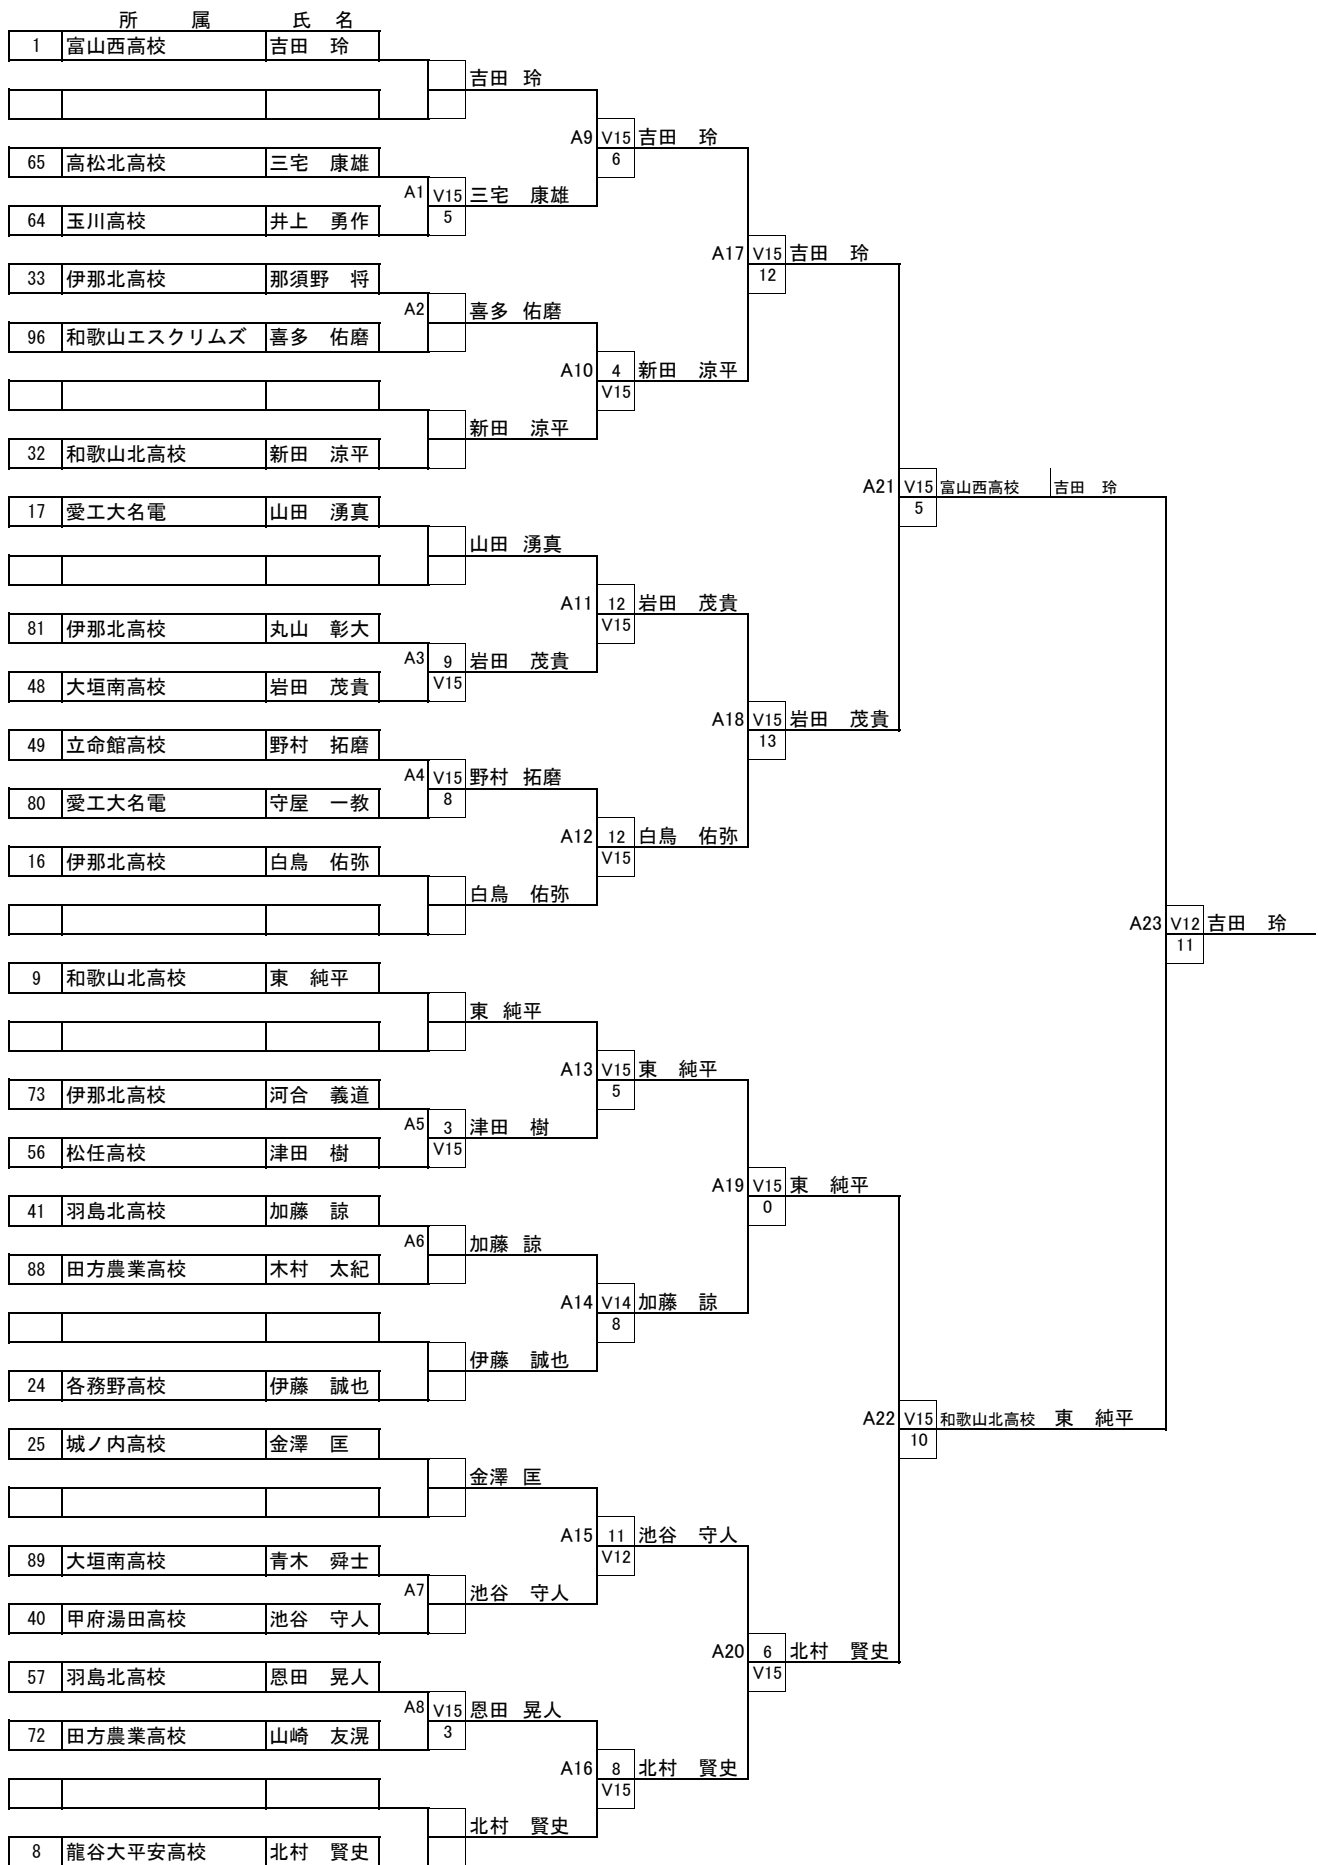 所　属　氏　名
1 富山西高校 吉田　玲
吉田 玲
A9 V15 吉田　玲
6
65 高松北高校 三宅　康雄
A1 V15 三宅　康雄
5
64 玉川高校 井上　勇作
A17 V15 吉田　玲
12
33 伊那北高校 那須野　将
A2 喜多 佑磨
96 和歌山エスクリムズ 喜多　佑磨
A10 4 新田　涼平
V15
新田　涼平
32 和歌山北高校 新田　涼平
A21 V15 富山西高校 吉田　玲
5
17 愛工大名電 山田　湧真
山田 湧真
A11 12 岩田　茂貴
V15
81 伊那北高校 丸山　彰大
A3 9 岩田　茂貴
V15
48 大垣南高校 岩田　茂貴
A18 V15 岩田　茂貴
13
49 立命館高校 野村　拓磨
A4 V15 野村 拓磨
8
80 愛工大名電 守屋　一教
A12 12 白鳥　佑弥
V15
16 伊那北高校 白鳥　佑弥
白鳥　佑弥
A23 V12 吉田　玲
11
9 和歌山北高校 東　純平
東 純平
A13 V15 東　純平
5
73 伊那北高校 河合　義道
A5 3 津田　樹
V15
56 松任高校 津田　樹
A19 V15 東　純平
0
41 羽島北高校 加藤　諒
A6 加藤 諒
88 田方農業高校 木村　太紀
A14 V14 加藤　諒
8
伊藤　誠也
24 各務野高校 伊藤　誠也
A22 V15 和歌山北高校 東　純平
10
25 城ノ内高校 金澤　匡
金澤 匡
A15 11 池谷　守人
V12
89 大垣南高校 青木　舜士
A7 池谷　守人
40 甲府湯田高校 池谷　守人
A20 6 北村　賢史
V15
57 羽島北高校 恩田　晃人
A8 V15 恩田 晃人
3
72 田方農業高校 山崎　友滉
A16 8 北村　賢史
V15
北村　賢史
8 龍谷大平安高校 北村　賢史